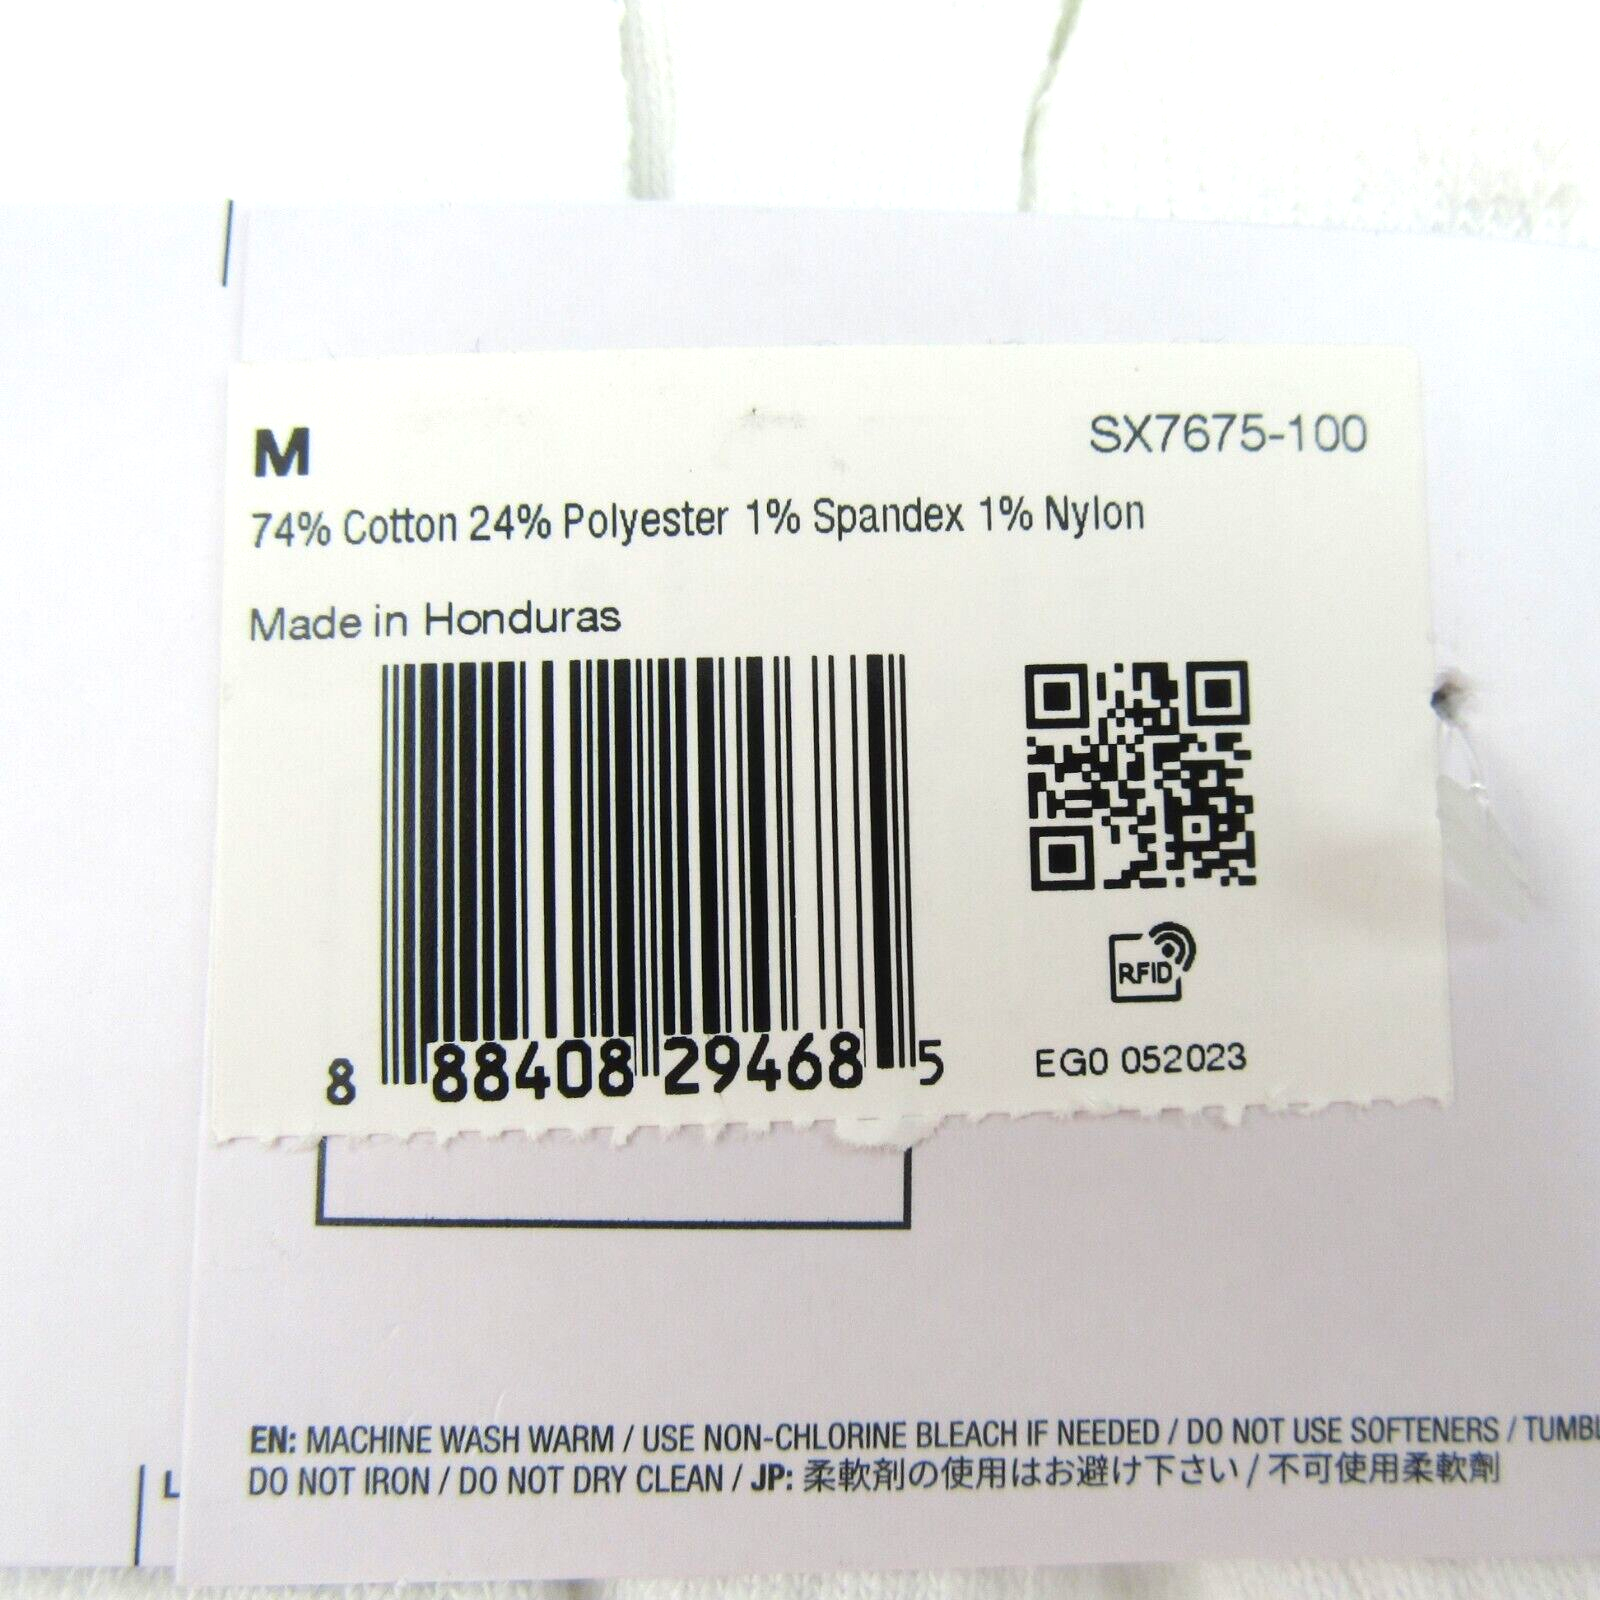 M
SX7675-100
74% Cotton 24% Polyester 1% Spandex 1% Nylon
Made in Honduras
RFID
8 88408 29468 5
EG0 052023
EN: MACHINE WASH WARM / USE NON-CHLORINE BLEACH IF NEEDED / DO NOT USE SOFTENERS /
DO NOT IRON / DO NOT DRY CLEAN / JP: 柔軟剤の使用はお避け下さい / 不可使用柔軟劑